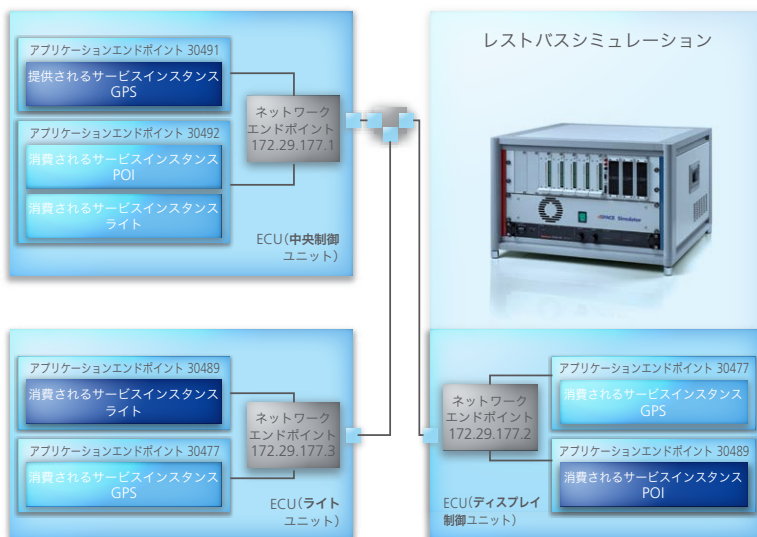 アプリケーションエンドポイント 30491
提供されるサービスインスタンス
GPS
アプリケーションエンドポイント 30492
消費されるサービスインスタンス
POI
消費されるサービスインスタンス
ライト
ネットワーク
エンドポイント
172.29.177.1
ECU(中央制御
ユニット)
レストバスシミュレーション
dSPACE Simulator
アプリケーションエンドポイント 30489
消費されるサービスインスタンス
ライト
アプリケーションエンドポイント 30477
消費されるサービスインスタンス
GPS
ネットワーク
エンドポイント
172.29.177.3
ECU(ライト
ユニット)
ネットワーク
エンドポイント
172.29.177.2
ECU(ディスプレイ
制御ユニット)
アプリケーションエンドポイント 30477
消費されるサービスインスタンス
GPS
アプリケーションエンドポイント 30489
消費されるサービスインスタンス
POI